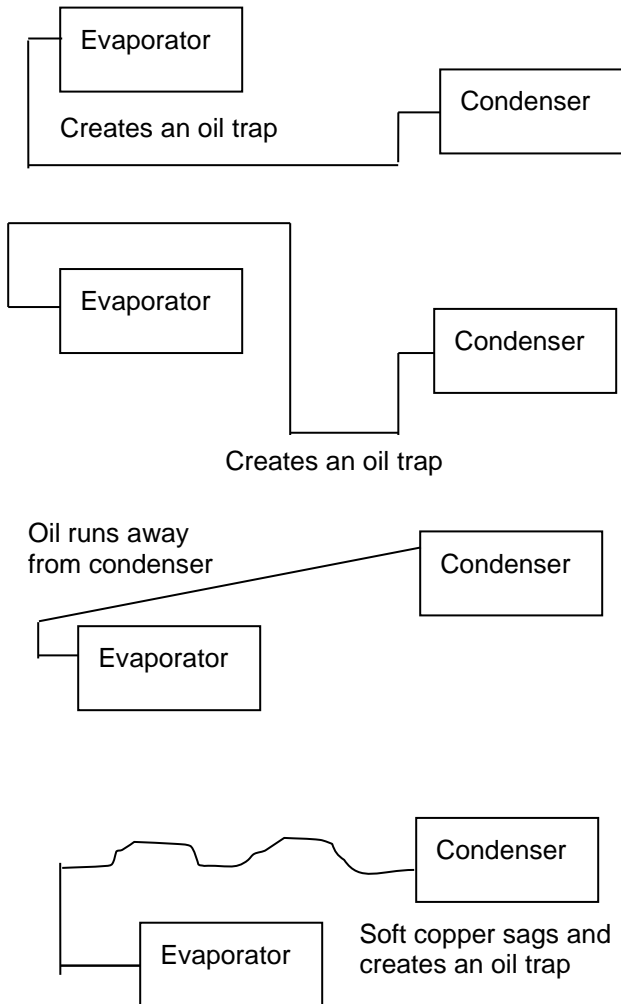 Evaporator
Condenser
Creates an oil trap
Evaporator
Condenser
Creates an oil trap
Oil runs away
from condenser
Condenser
Evaporator
Condenser
Evaporator
Soft copper sags and
creates an oil trap